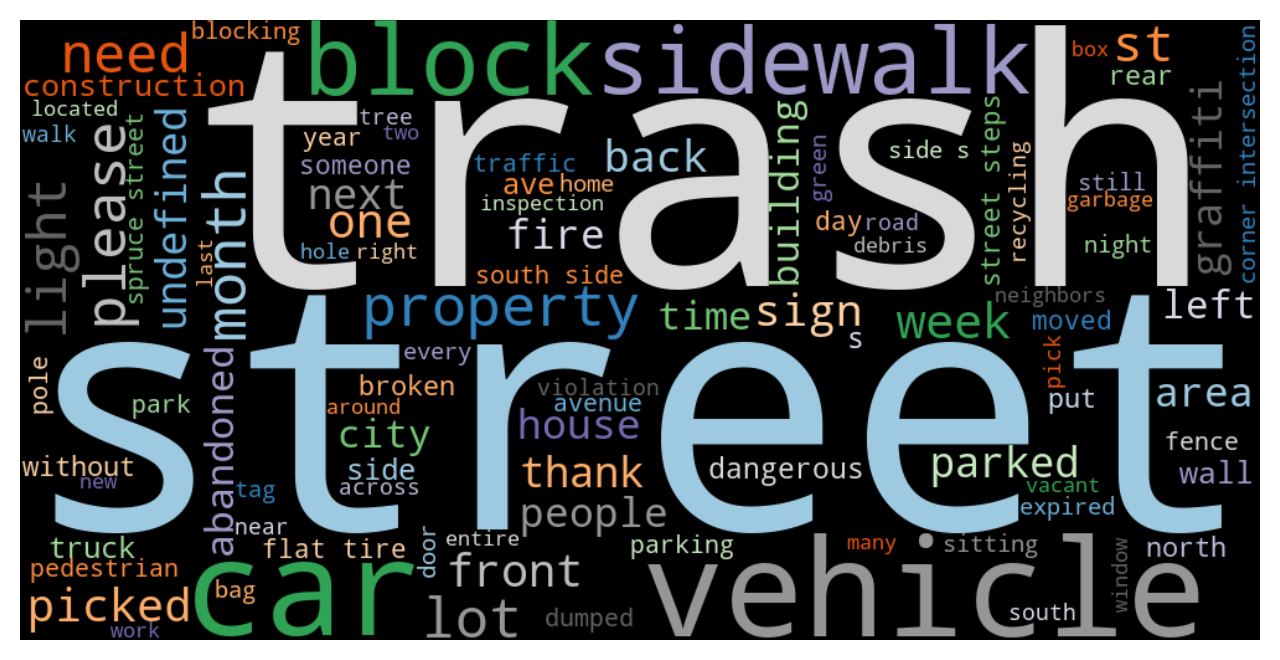 trash
street
vehicle
car
block
sidewalk
need
blocking
construction
located
walk
light
please
spruce street
undefined
last
month
abandoned
tree
two
year
someone
next
one
hole
right
traffic
ave
home
inspection
fire
south side
back
building
green
side s
day
road
debris
street steps
recycling
box
st
rear
still
garbage
night
graffiti
corner intersection
property
time
sign
s
week
neighbors
moved
left
pole
park
every
broken
around
city
side
across
violation
avenue
house
thank
people
dangerous
parked
pick
put
area
fence
wall
vacant
expired
without
new
tag
near
truck
flat tire
pedestrian
picked
work
bag
door
entire
front
lot
dumped
parking
many
sitting
south
window
north